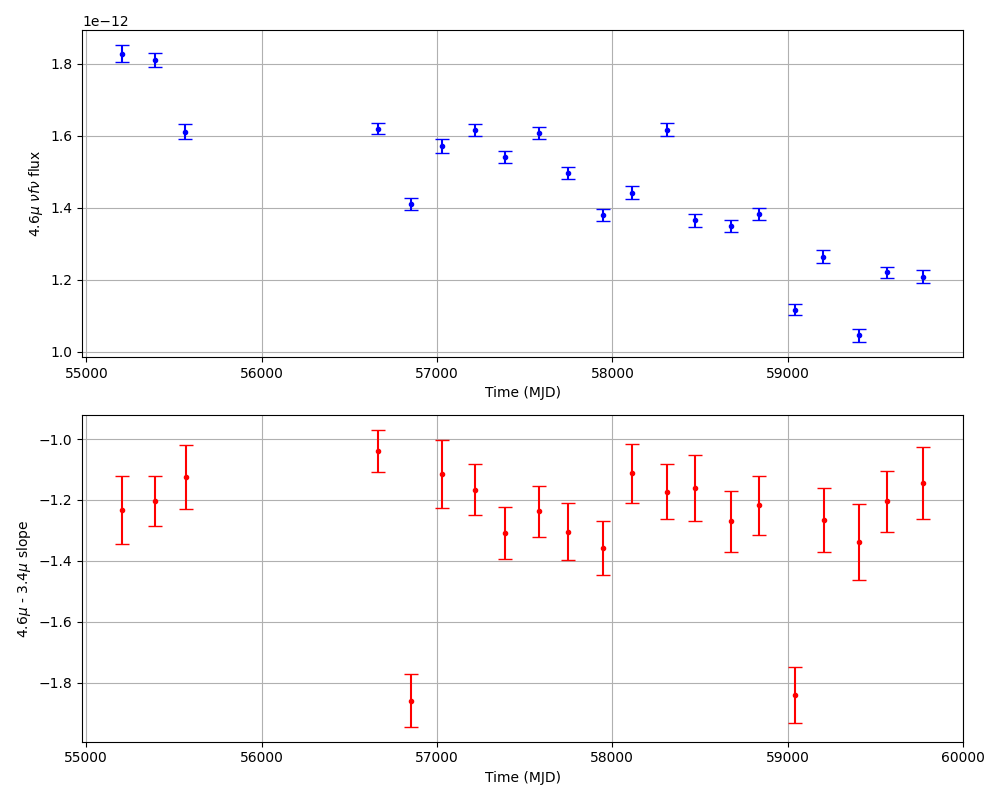 1e−12
1.8
1.6
1.4
1.2
1.0
4.6μ νfν flux
55000 56000 57000 58000 59000
Time (MJD)
−1.0
−1.2
−1.4
−1.6
−1.8
4.6μ - 3.4μ slope
55000 56000 57000 58000 59000 60000
Time (MJD)